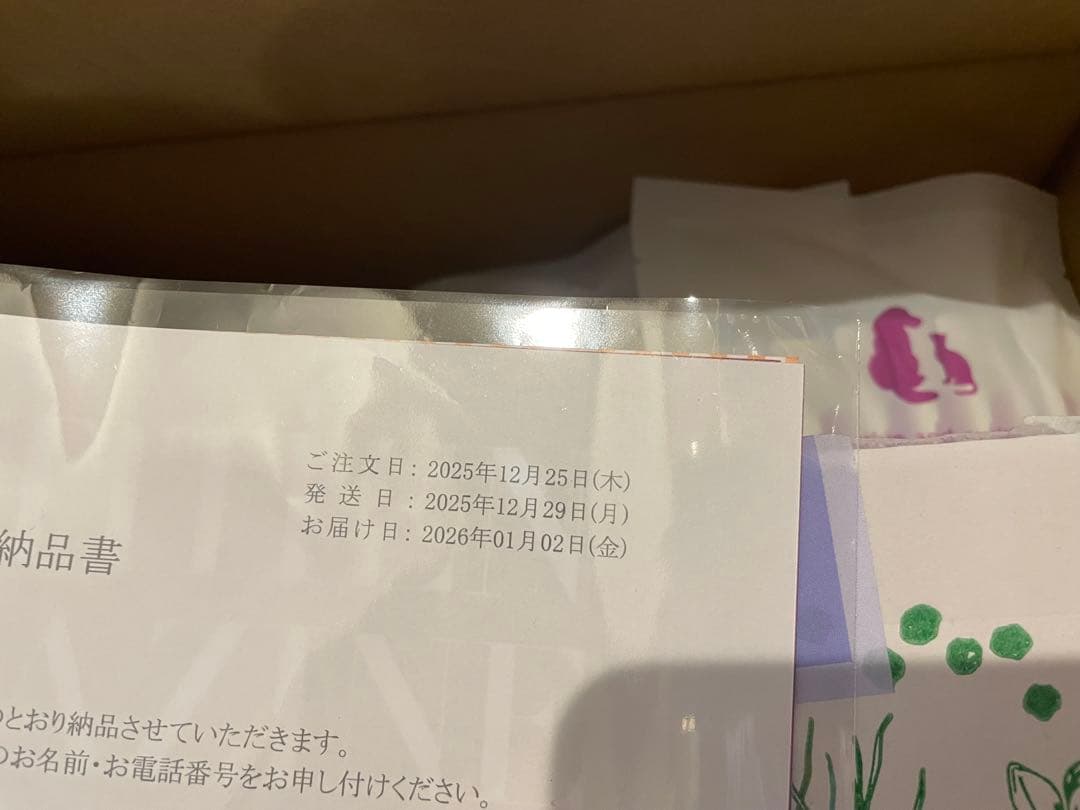 ご注文日: 2025年12月25日(木)
発送日: 2025年12月29日(月)
お届け日: 2026年01月02日(金)
納品書
とおり納品させていただきます。
のお名前・お電話番号をお申し付けください。